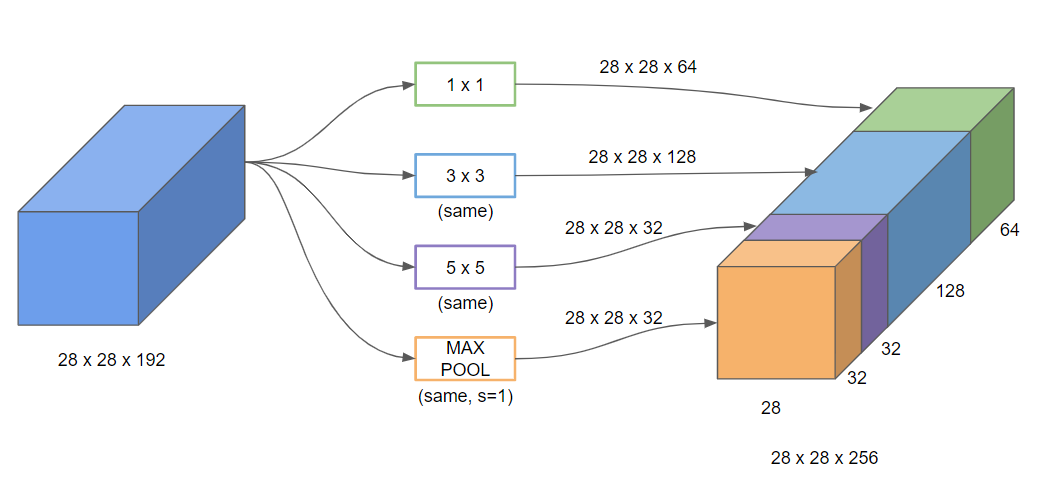 28 x 28 x 192
1 x 1
3 x 3
(same)
5 x 5
(same)
MAX
POOL
(same, s=1)
28 x 28 x 64
28 x 28 x 128
28 x 28 x 32
28 x 28 x 32
64
128
32
32
28
28 x 28 x 256